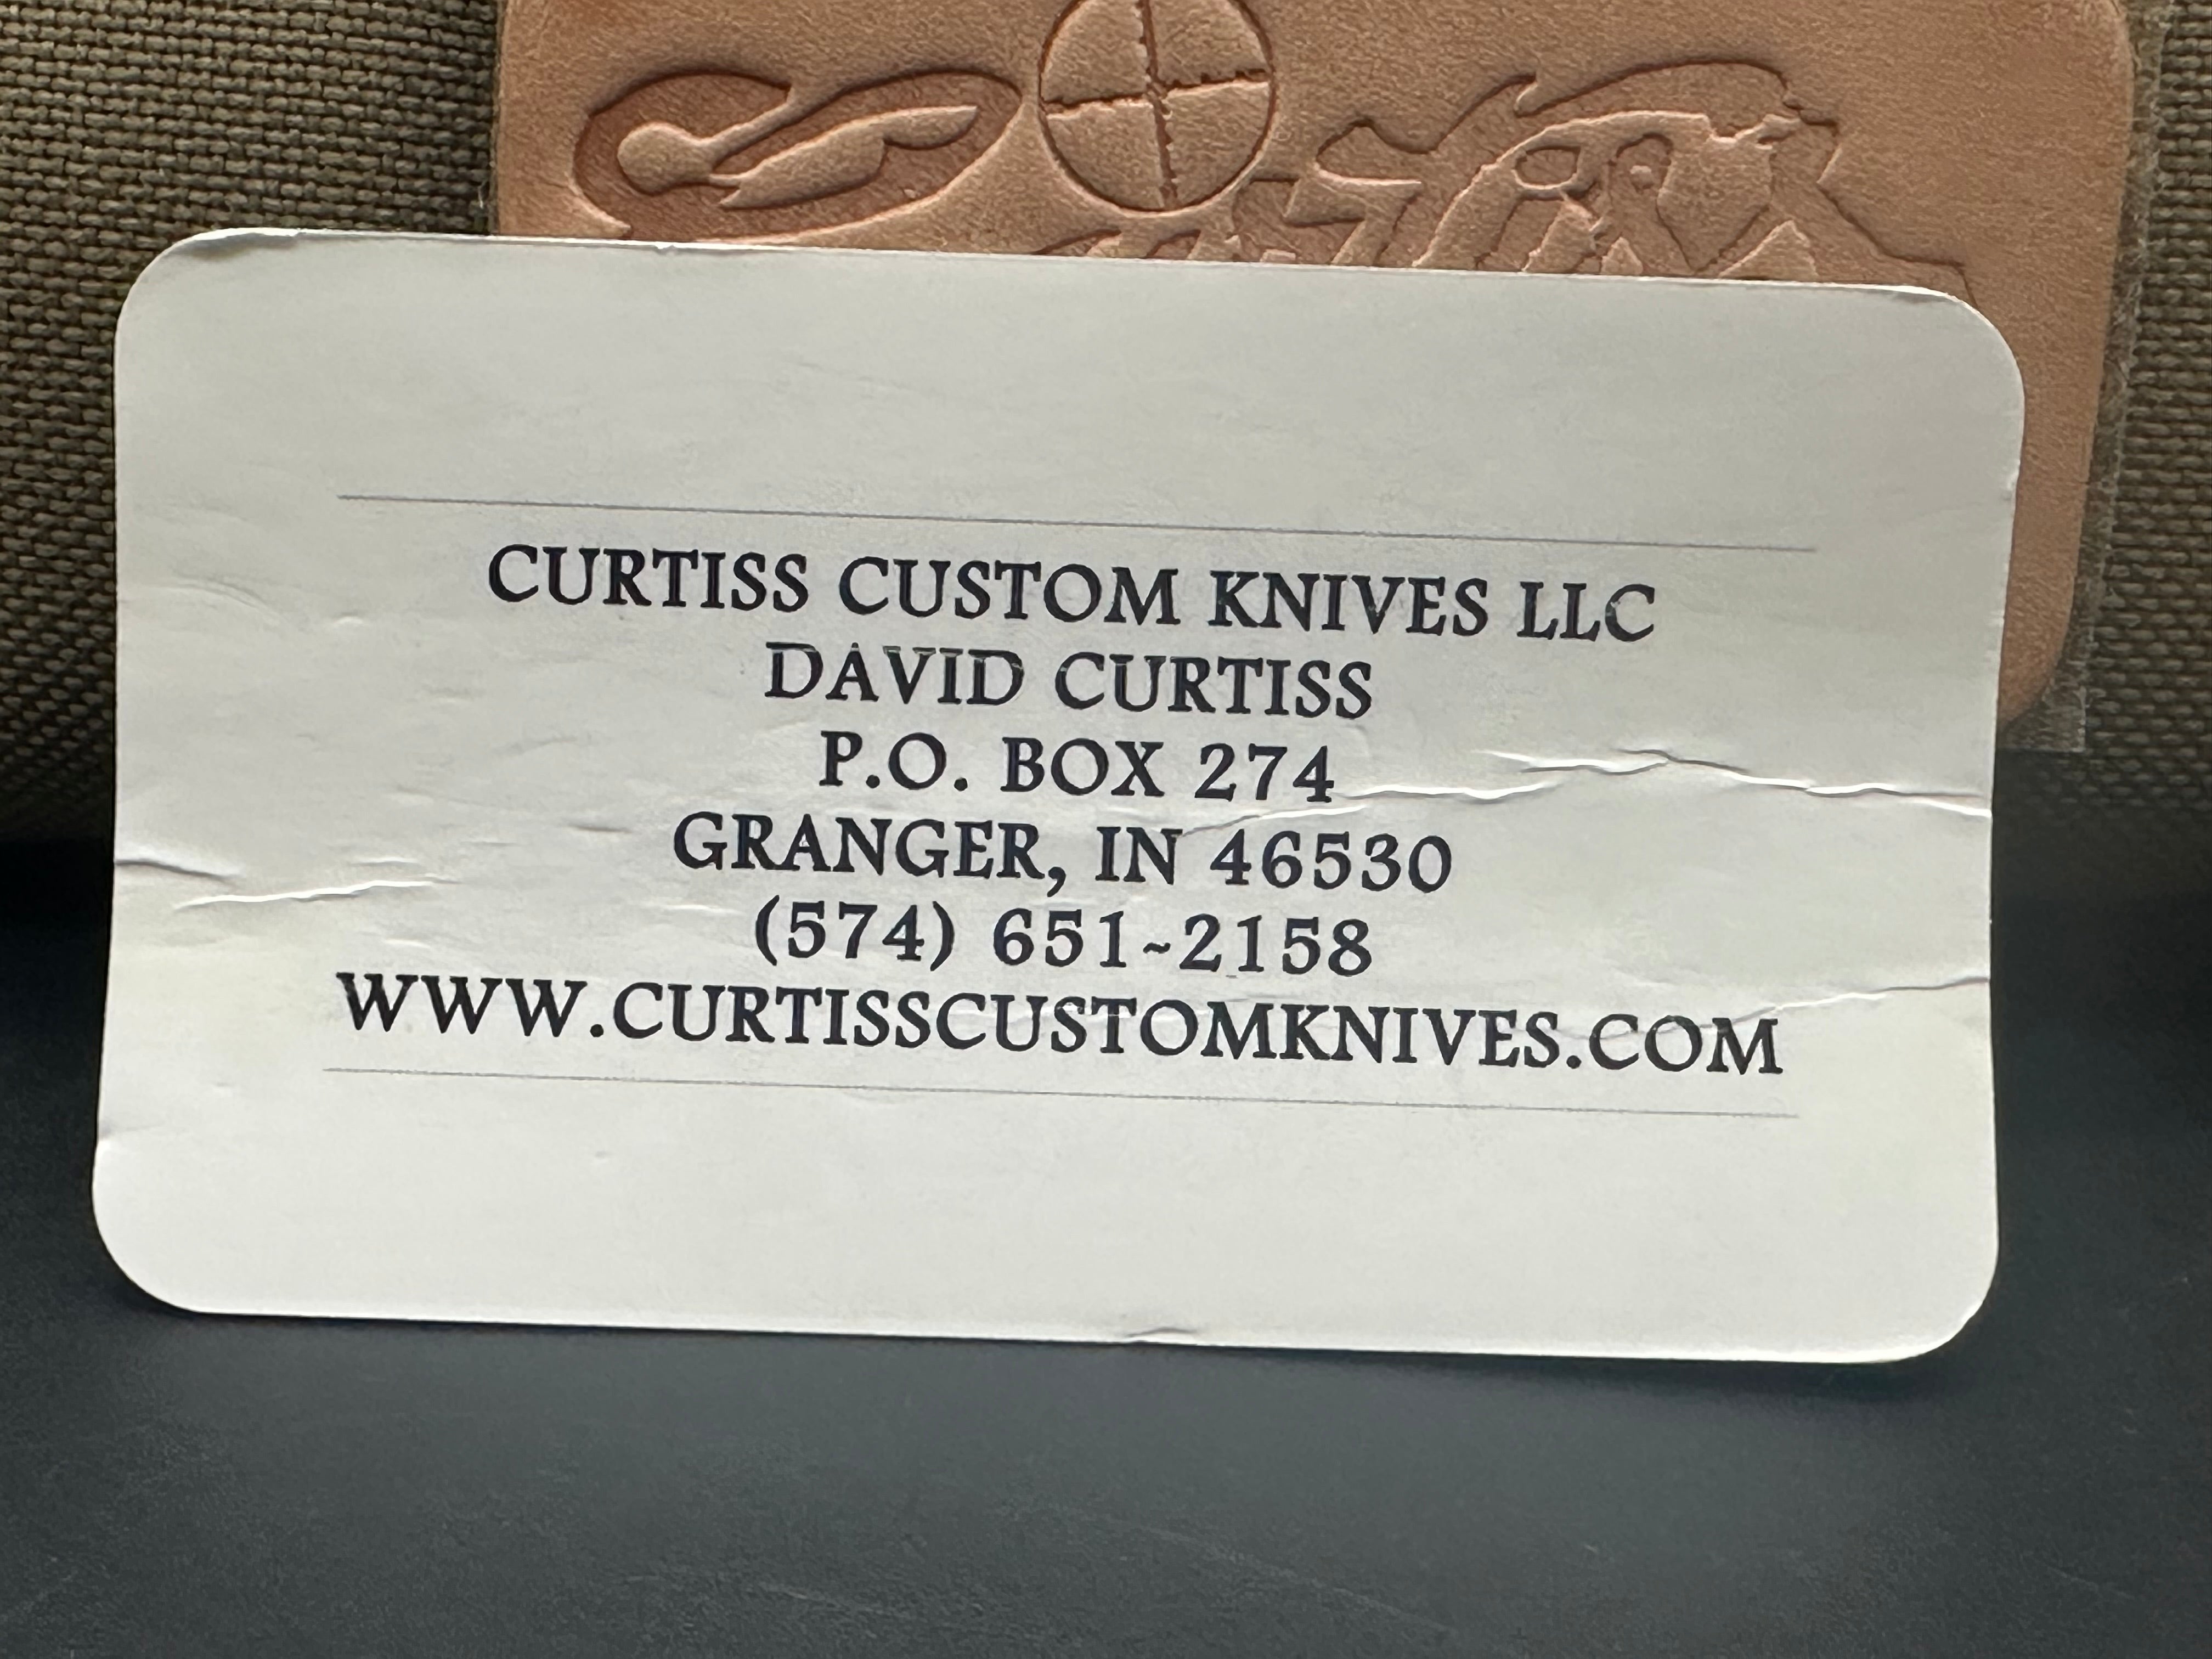 CURTISS CUSTOM KNIVES LLC
DAVID CURTISS
P.O. BOX 274
GRANGER, IN 46530
(574) 651~2158
WWW.CURTISSCUSTOMKNIVES.COM